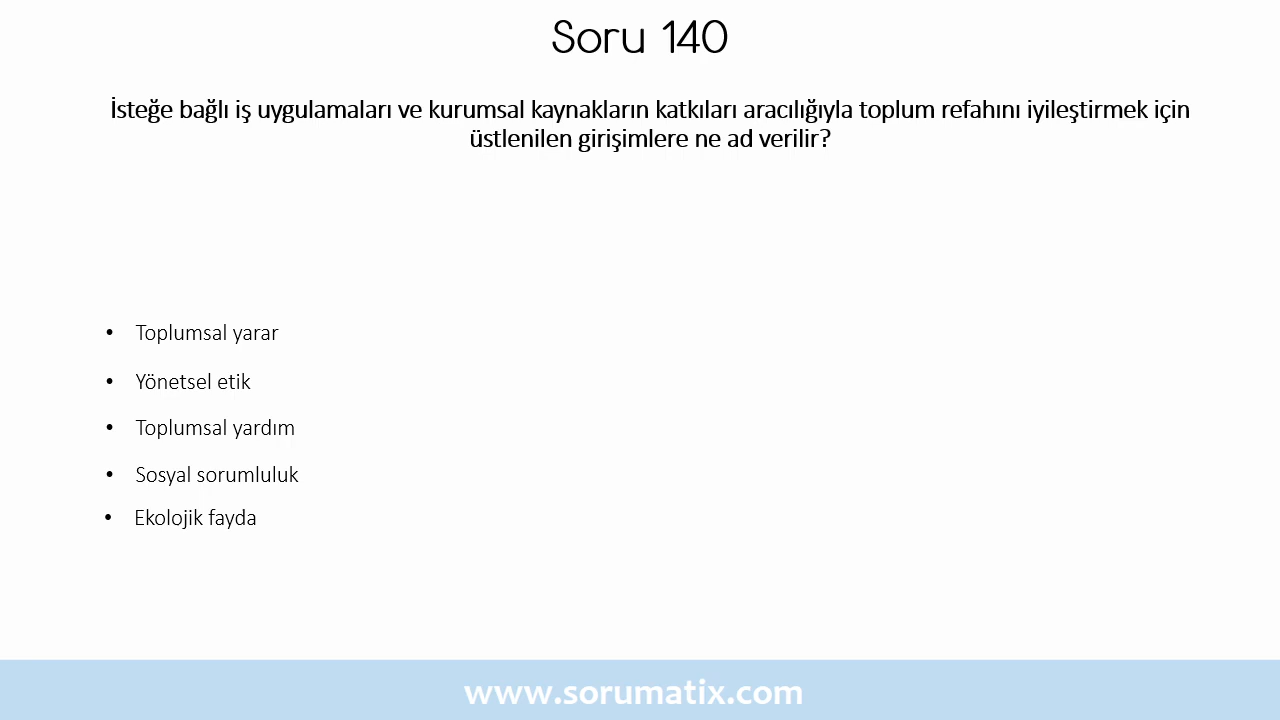 Soru 140
İsteğe bağlı iş uygulamaları ve kurumsal kaynakların katkıları aracılığıyla toplum refahını iyileştirmek için
üstlenilen girişimlere ne ad verilir?
• Toplumsal yarar
• Yönetsel etik
• Toplumsal yardım
• Sosyal sorumluluk
• Ekolojik fayda
www.sorumatix.com